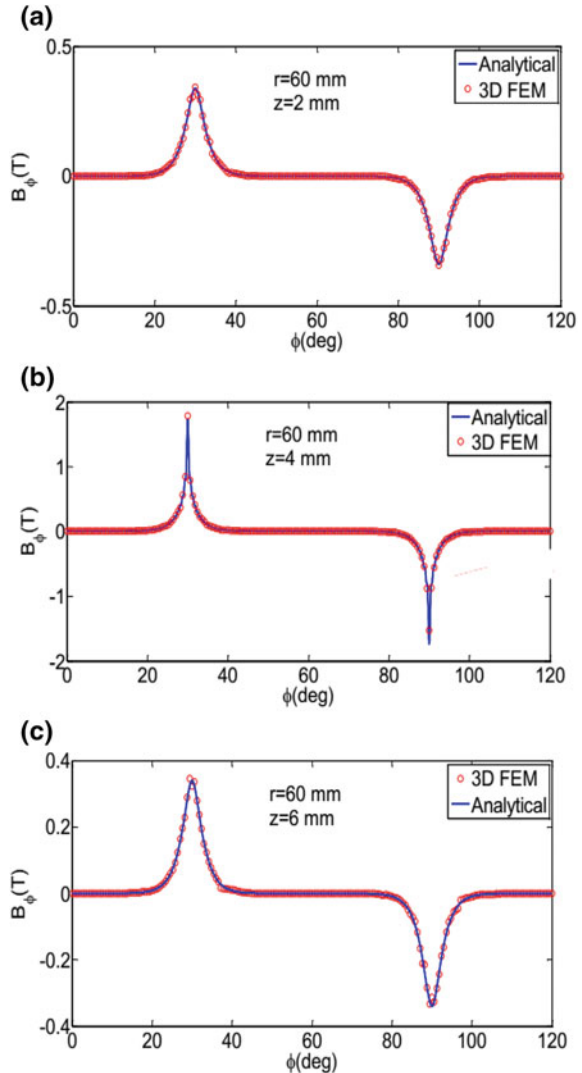 (a)
0.5
0
-0.5
B_ϕ(T)
r=60 mm
z=2 mm
Analytical
3D FEM
0 20 40 60 80 100 120
ϕ(deg)
(b)
2
1
0
-1
-2
B_ϕ(T)
r=60 mm
z=4 mm
Analytical
3D FEM
0 20 40 60 80 100 120
ϕ(deg)
(c)
0.4
0.2
0
-0.2
-0.4
B_ϕ(T)
r=60 mm
z=6 mm
3D FEM
Analytical
0 20 40 60 80 100 120
ϕ(deg)